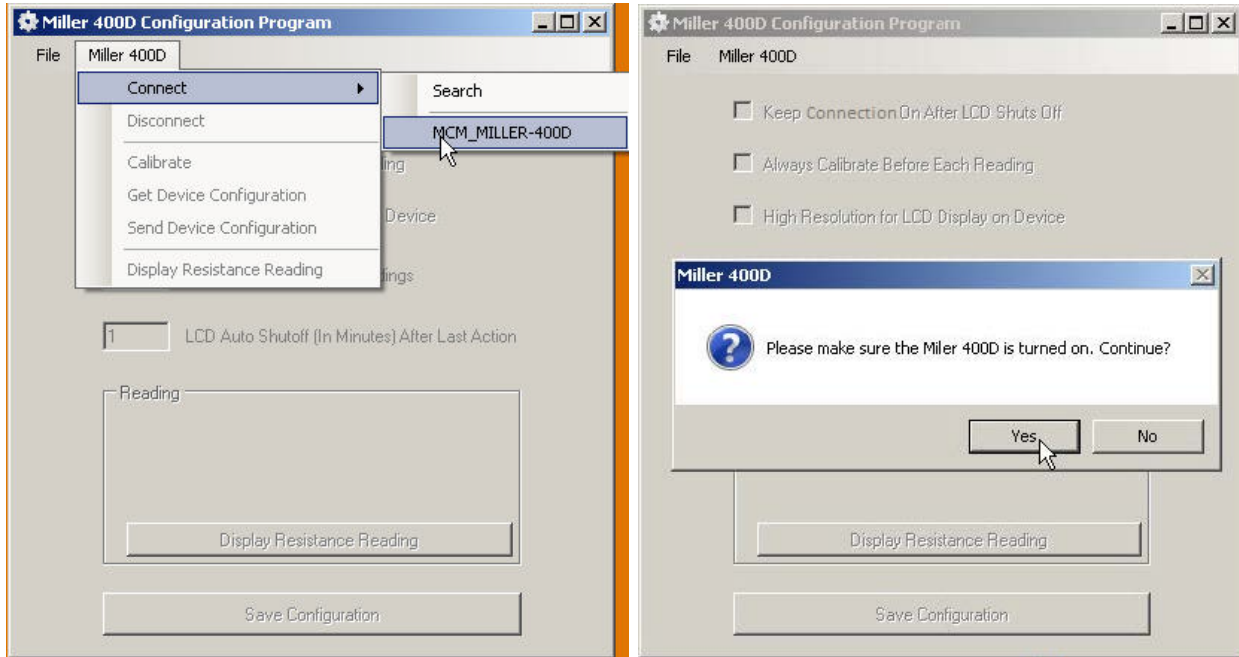 Miller 400D Configuration Program
File Miller 400D
Connect
Search
Disconnect
MCM_MILLER-400D
Calibrate
ing
Get Device Configuration
Device
Send Device Configuration
Display Resistance Reading
dings
1 LCD Auto Shutoff (In Minutes) After Last Action
Reading
Display Resistance Reading
Save Configuration
Miller 400D Configuration Program
File Miller 400D
Keep Connection On After LCD Shuts Off
Always Calibrate Before Each Reading
High Resolution for LCD Display on Device
Miller 400D
Please make sure the Miler 400D is turned on. Continue?
Yes
No
Display Resistance Reading
Save Configuration